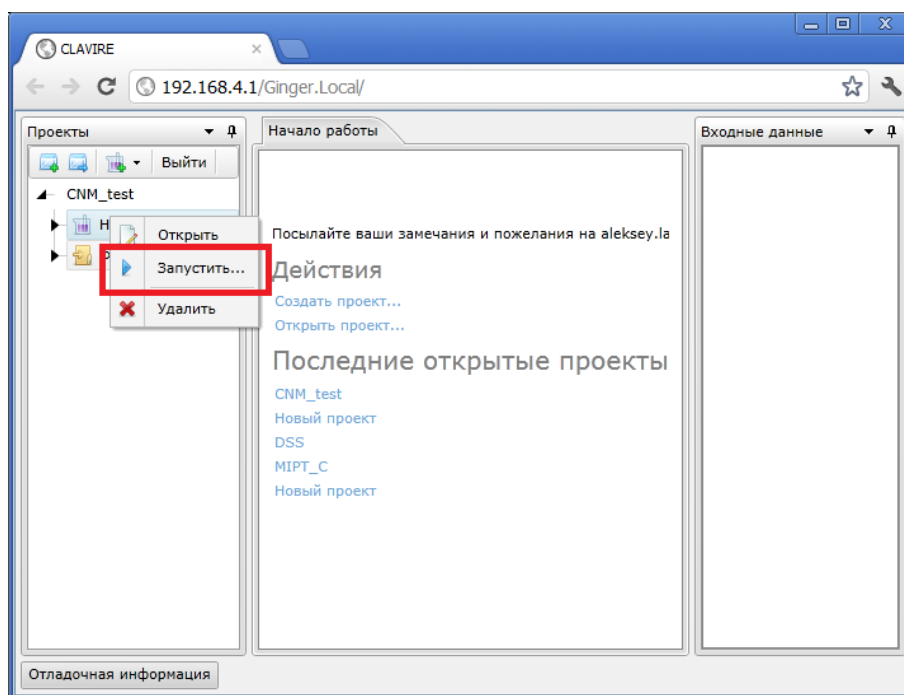 CLAVIRE
192.168.4.1/Ginger.Local/
Проекты
Выйти
CNM_test
Н
Открыть
Запустить...
Удалить
Начало работы
Посылайте ваши замечания и пожелания на aleksey.la
Действия
Создать проект...
Открыть проект...
Последние открытые проекты
CNM_test
Новый проект
DSS
MIPT_C
Новый проект
Входные данные
Отладочная информация